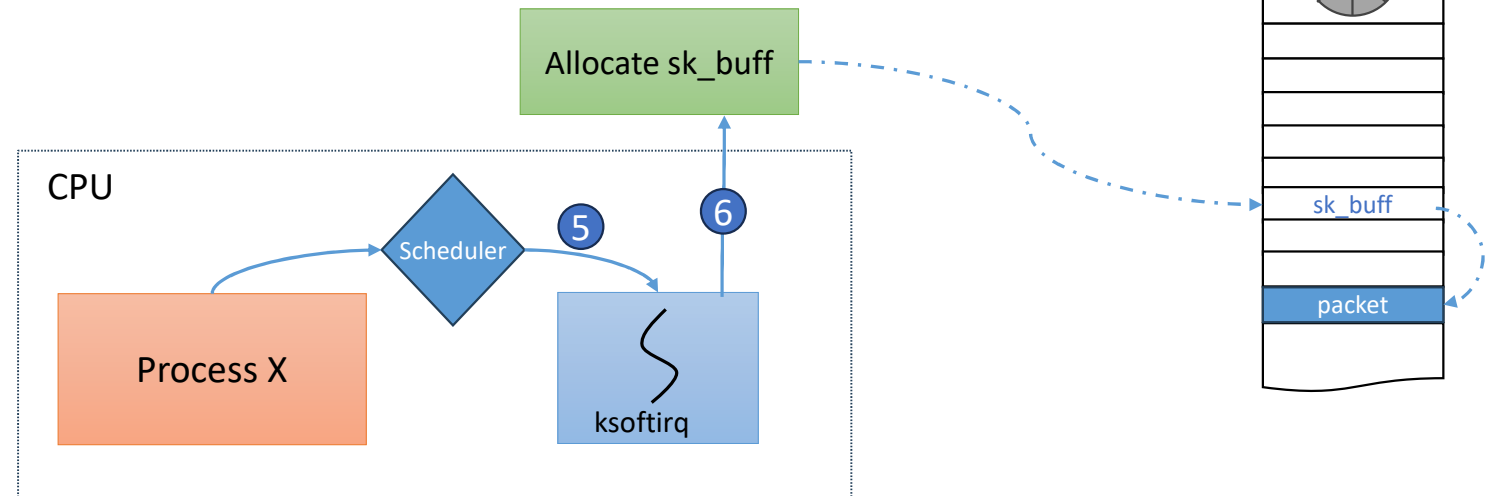 Allocate sk_buff
CPU
Scheduler
5
6
sk_buff
packet
Process X
ksoftirq